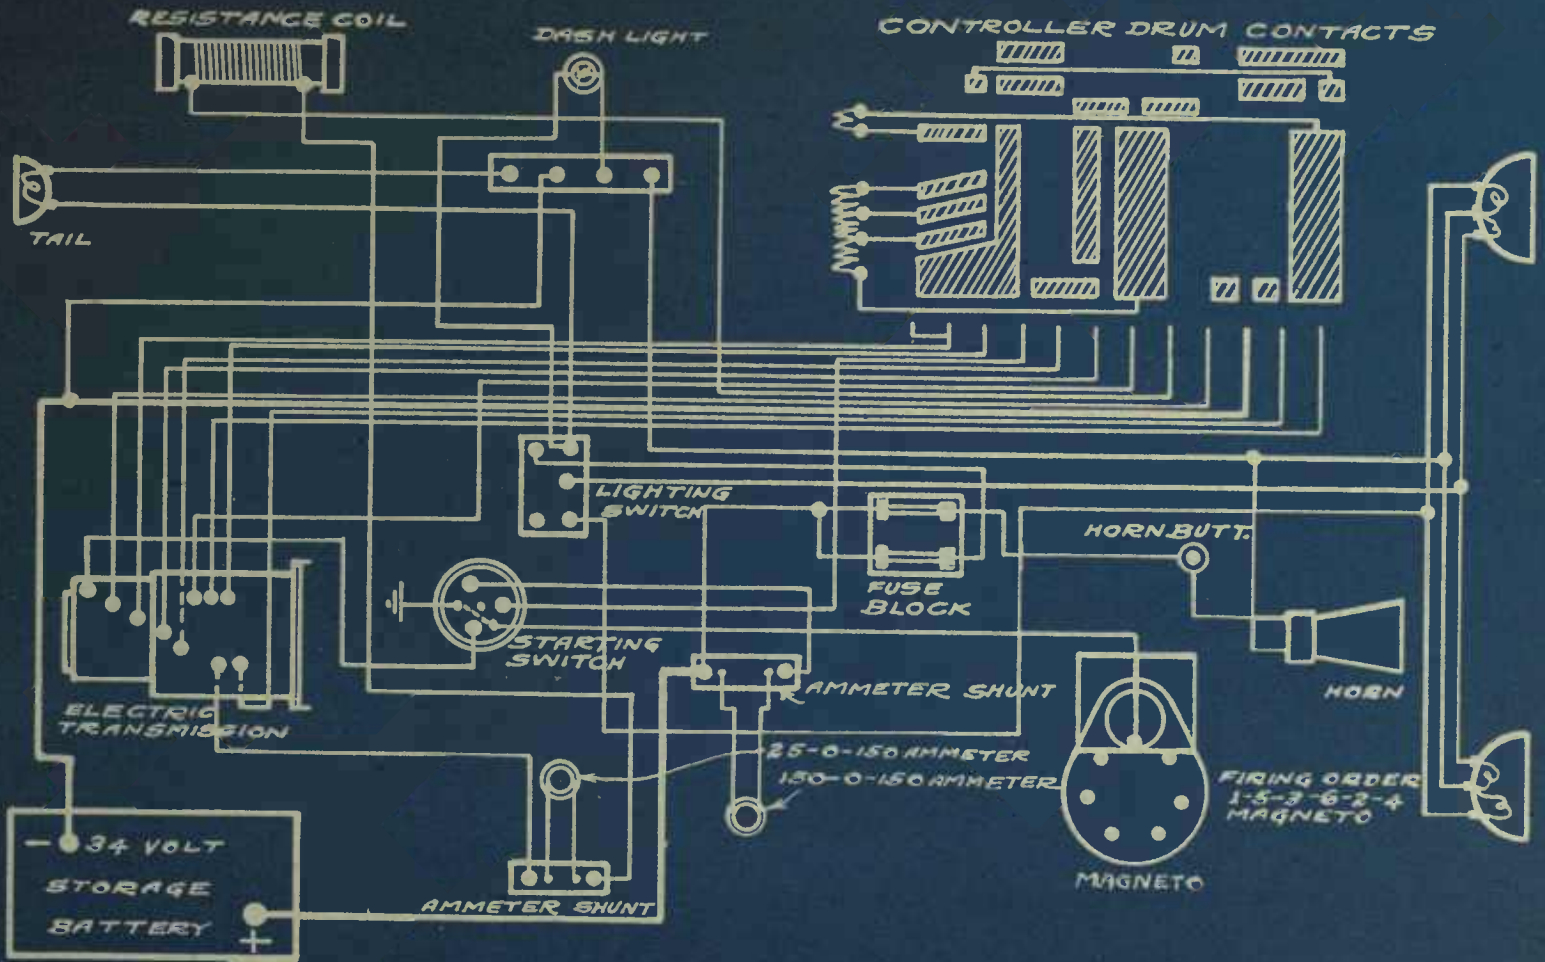 RESISTANCE COIL
DASH LIGHT
CONTROLLER DRUM CONTACTS
TAIL
LIGHTING
SWITCH
HORN BUTT.
FUSE
BLOCK
STARTING
SWITCH
AMMETER SHUNT
HORN
ELECTRIC
TRANSMISSION
25-0-150 AMMETER
150-0-150 AMMETER
FIRING ORDER
1-5-3-6-2-4
MAGNETO
- 34 VOLT
STORAGE
BATTERY
+
AMMETER SHUNT
MAGNETO